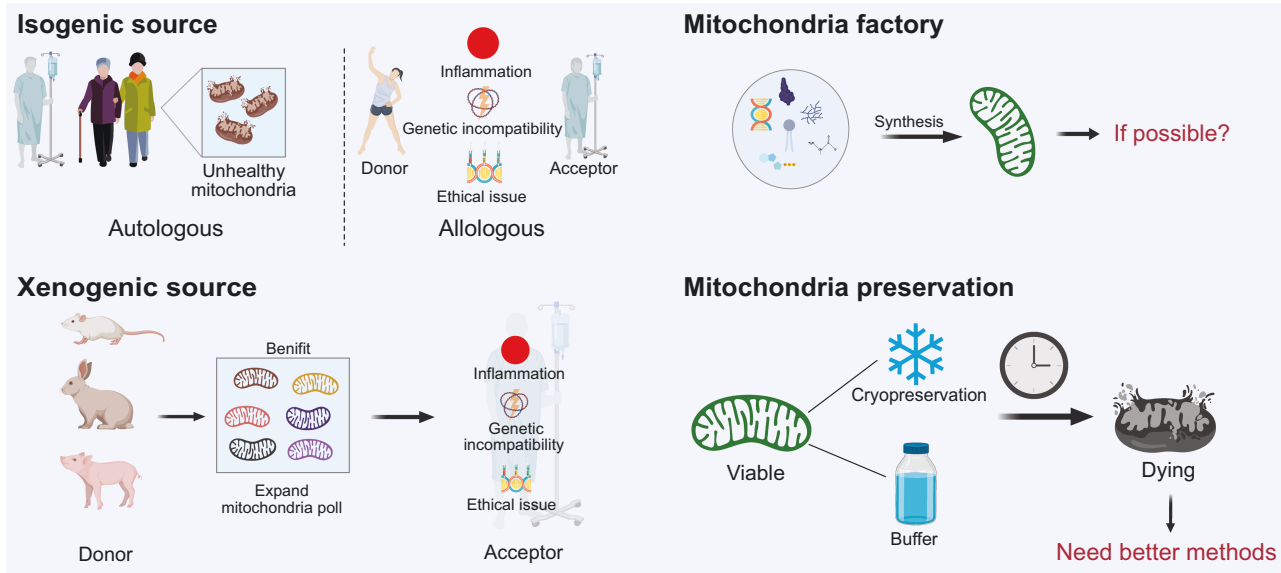 Isogenic source
Unhealthy
mitochondria
Autologous
Inflammation
Genetic incompatibility
Donor
Acceptor
Ethical issue
Allologous
Mitochondria factory
Synthesis
If possible?
Xenogenic source
Benifit
Expand
mitochondria poll
Donor
Inflammation
Genetic
incompatibility
Ethical issue
Acceptor
Mitochondria preservation
Cryopreservation
Viable
Buffer
Dying
Need better methods